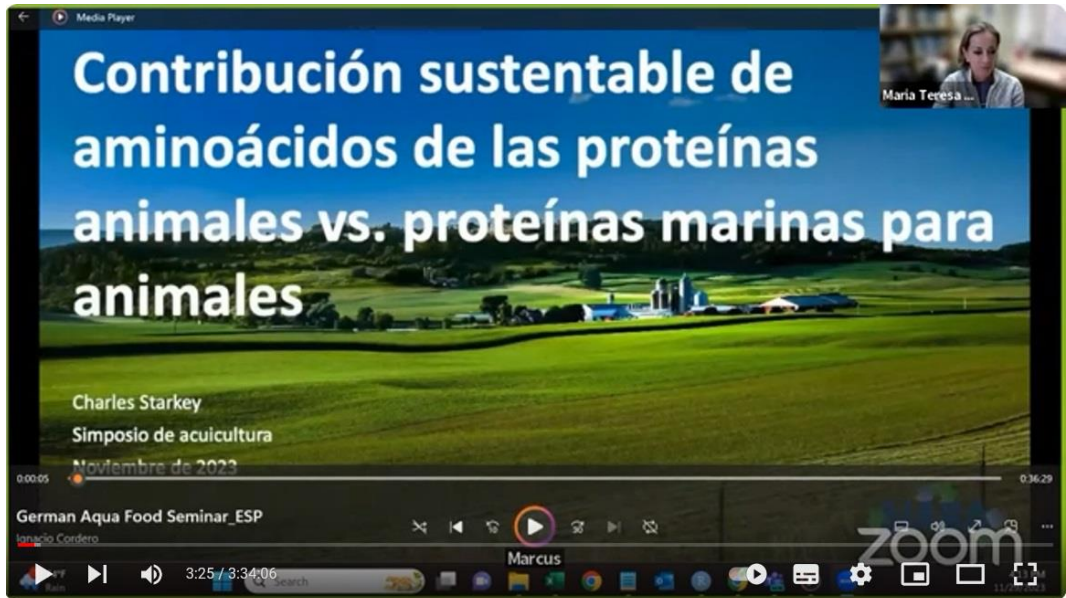 Media Player
Contribución sustentable de
aminoácidos de las proteínas
animales vs. proteínas marinas para
animales
Maria Teresa ...
Charles Starkey
Simposio de acuicultura
Noviembre de 2023
0:00:05
0:36:29
German Aqua Food Seminar_ESP
Ignacio Cordero
zoom
Marcus
3:25 / 3:34:06
Search
Rain